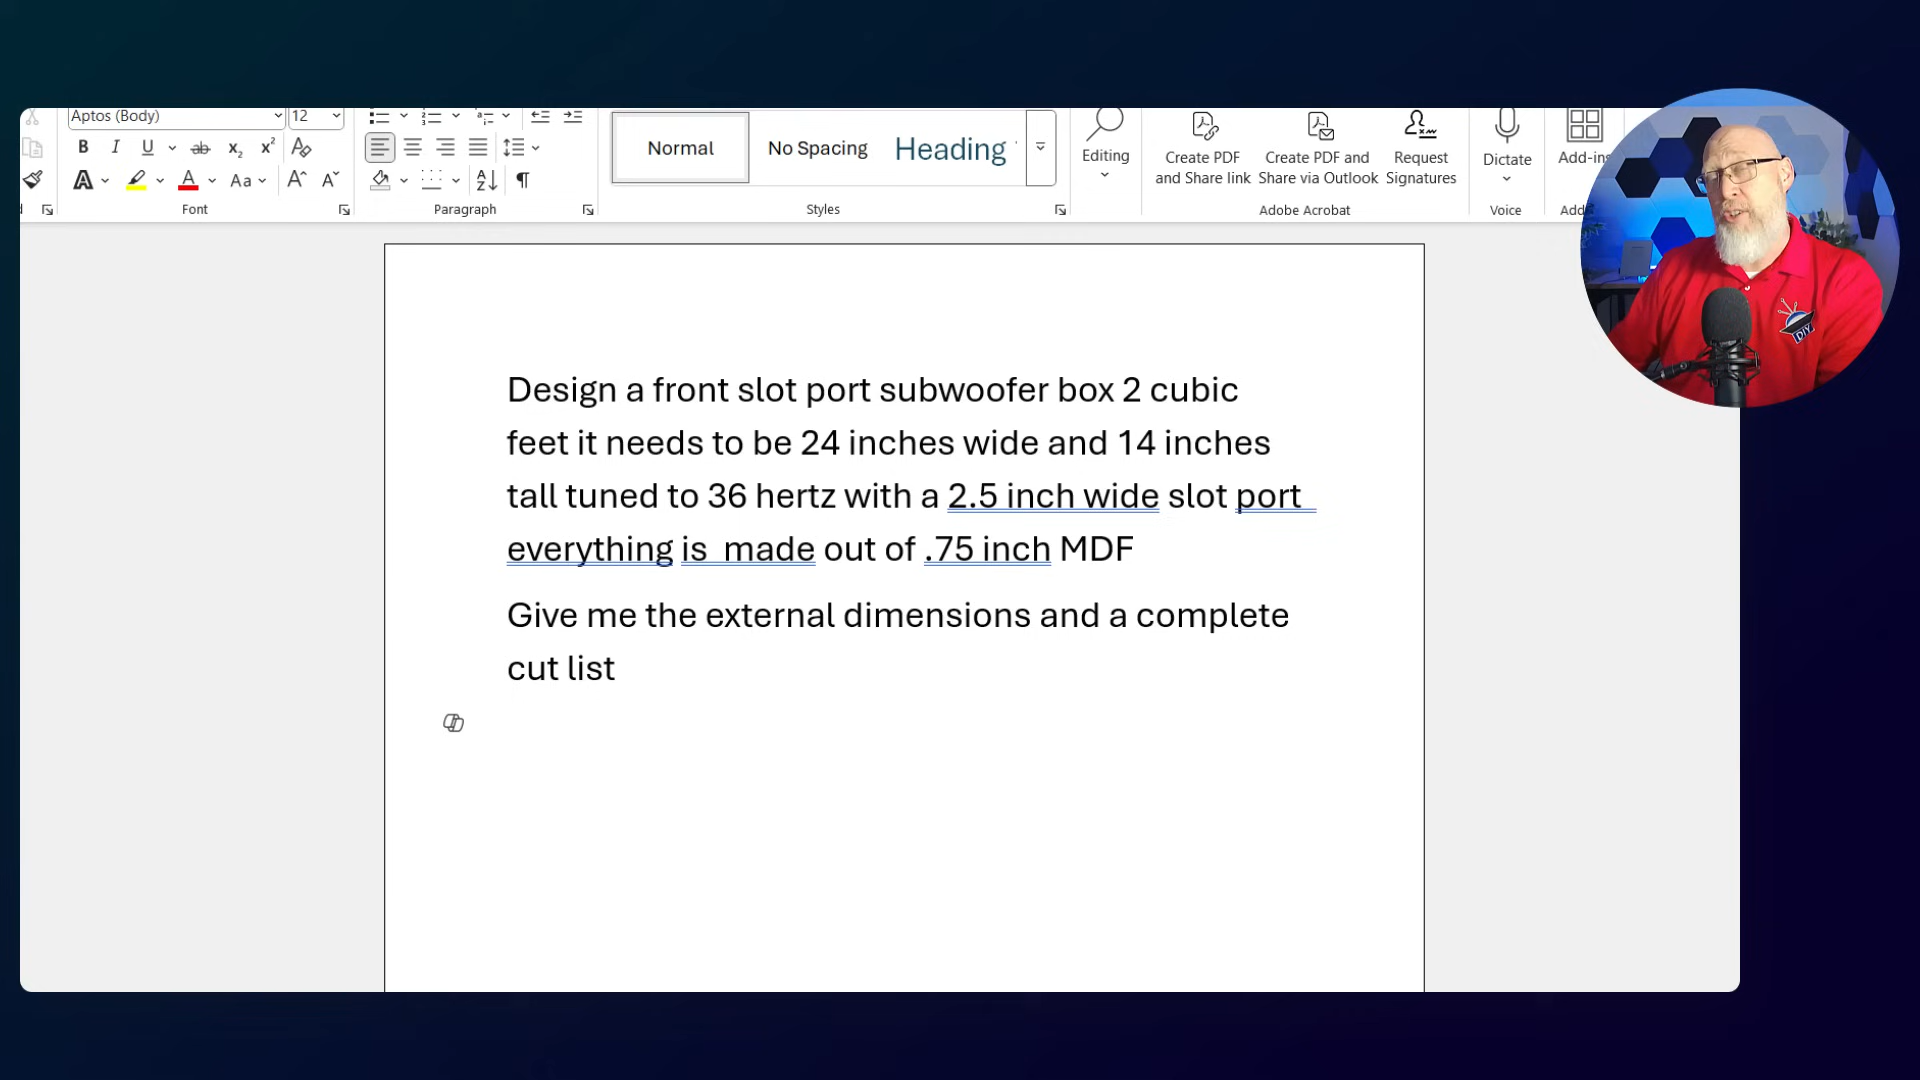 Aptos (Body) 12
Normal No Spacing Heading
Editing
Create PDF and Share link
Create PDF and Share via Outlook
Request Signatures
Dictate
Add-ins
Font Paragraph Styles Adobe Acrobat Voice
Design a front slot port subwoofer box 2 cubic
feet it needs to be 24 inches wide and 14 inches
tall tuned to 36 hertz with a 2.5 inch wide slot port
everything is  made out of .75 inch MDF
Give me the external dimensions and a complete
cut list
DIY